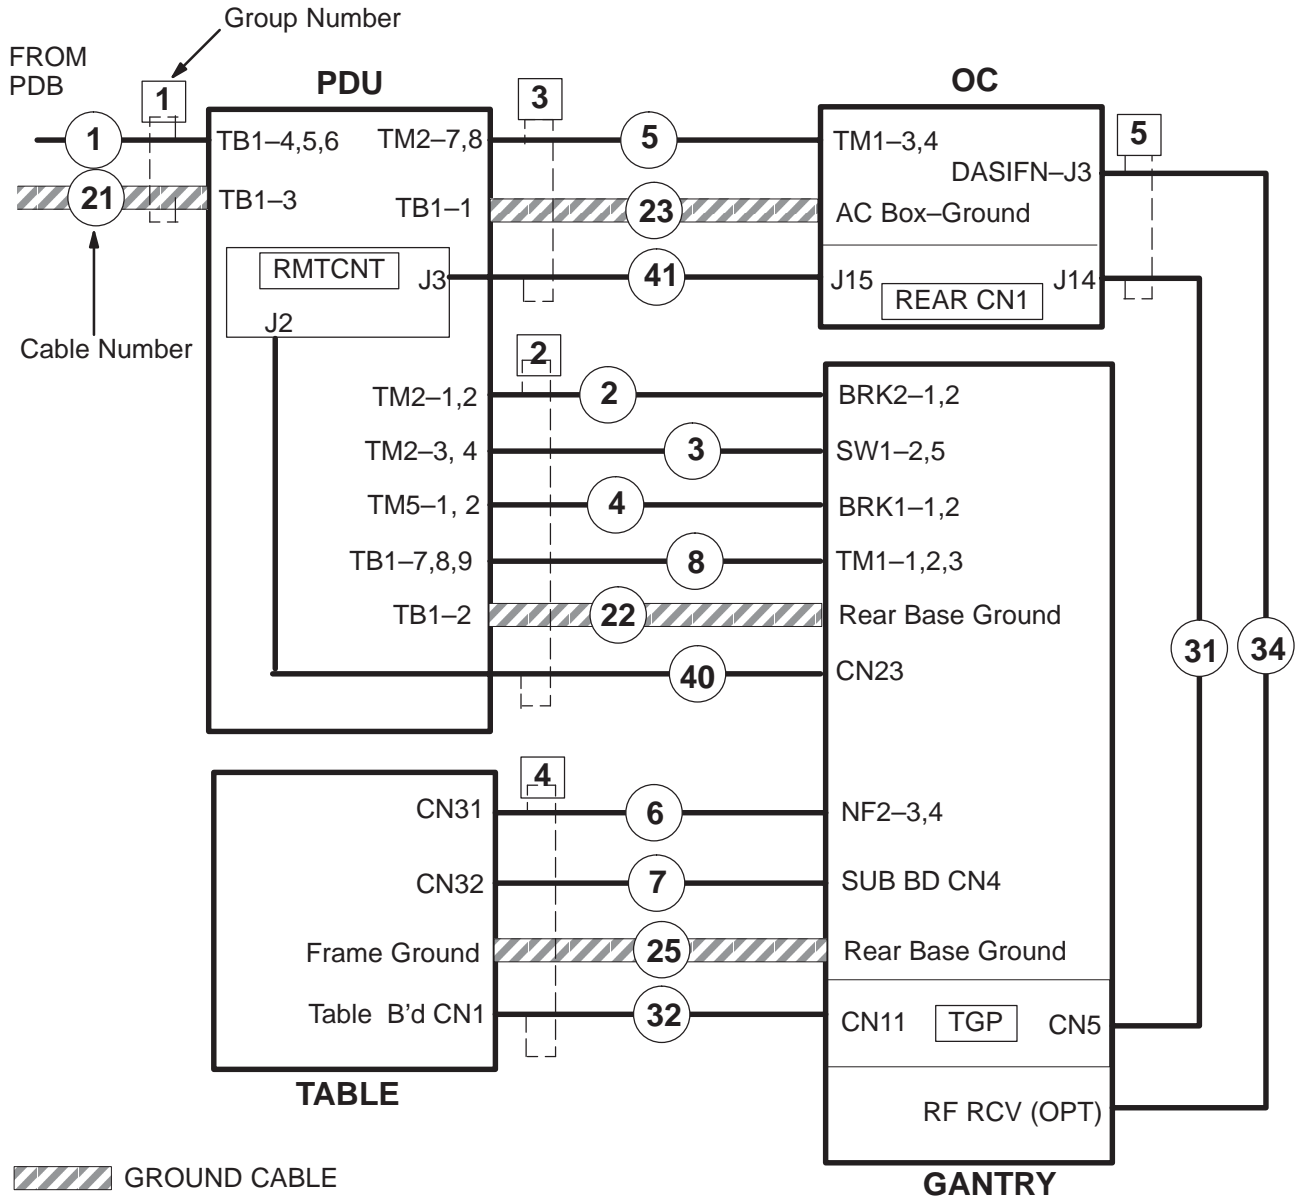 Group Number
FROM
PDB
PDU
OC
1
3
5
1
TB1–4,5,6
TM2–7,8
5
TM1–3,4
DASIFN–J3
21
TB1–3
TB1–1
23
AC Box–Ground
RMTCNT
J3
41
J15
J14
REAR CN1
J2
Cable Number
2
TM2–1,2
2
BRK2–1,2
TM2–3, 4
3
SW1–2,5
TM5–1, 2
4
BRK1–1,2
TB1–7,8,9
8
TM1–1,2,3
TB1–2
22
Rear Base Ground
31
34
40
CN23
4
CN31
6
NF2–3,4
CN32
7
SUB BD CN4
Frame Ground
25
Rear Base Ground
Table B’d CN1
32
CN11
TGP
CN5
TABLE
RF RCV (OPT)
GROUND CABLE
GANTRY